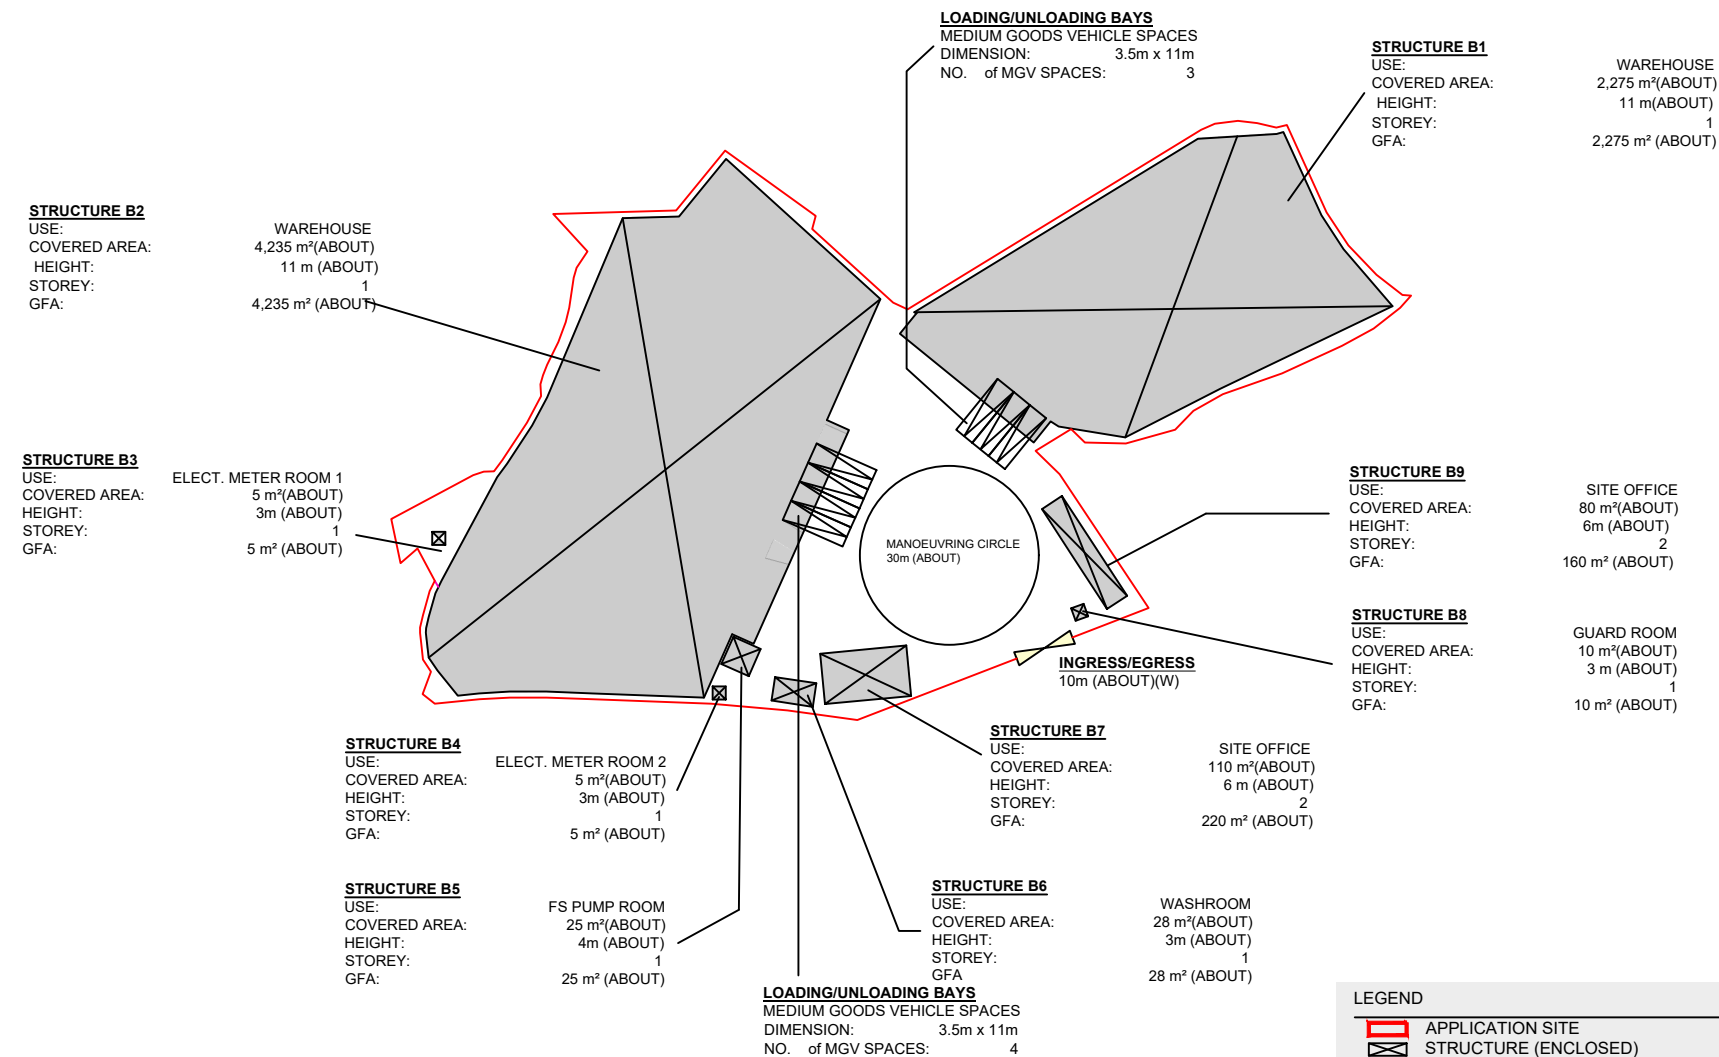 LOADING/UNLOADING BAYS
MEDIUM GOODS VEHICLE SPACES
DIMENSION: 3.5m x 11m
NO. of MGV SPACES: 3
STRUCTURE B1
USE: WAREHOUSE
COVERED AREA: 2,275 m²(ABOUT)
HEIGHT: 11 m(ABOUT)
STOREY: 1
GFA: 2,275 m² (ABOUT)
STRUCTURE B2
USE: WAREHOUSE
COVERED AREA: 4,235 m²(ABOUT)
HEIGHT: 11 m (ABOUT)
STOREY: 1
GFA: 4,235 m² (ABOUT)
STRUCTURE B3
USE: ELECT. METER ROOM 1
COVERED AREA: 5 m²(ABOUT)
HEIGHT: 3m (ABOUT)
STOREY: 1
GFA: 5 m² (ABOUT)
MANOEUVRING CIRCLE
30m (ABOUT)
STRUCTURE B9
USE: SITE OFFICE
COVERED AREA: 80 m²(ABOUT)
HEIGHT: 6m (ABOUT)
STOREY: 2
GFA: 160 m² (ABOUT)
STRUCTURE B8
USE: GUARD ROOM
COVERED AREA: 10 m²(ABOUT)
HEIGHT: 3 m (ABOUT)
STOREY: 1
GFA: 10 m² (ABOUT)
INGRESS/EGRESS
10m (ABOUT)(W)
STRUCTURE B4
USE: ELECT. METER ROOM 2
COVERED AREA: 5 m²(ABOUT)
HEIGHT: 3m (ABOUT)
STOREY: 1
GFA: 5 m² (ABOUT)
STRUCTURE B7
USE: SITE OFFICE
COVERED AREA: 110 m²(ABOUT)
HEIGHT: 6 m (ABOUT)
STOREY: 2
GFA: 220 m² (ABOUT)
STRUCTURE B5
USE: FS PUMP ROOM
COVERED AREA: 25 m²(ABOUT)
HEIGHT: 4m (ABOUT)
STOREY: 1
GFA: 25 m² (ABOUT)
STRUCTURE B6
USE: WASHROOM
COVERED AREA: 28 m²(ABOUT)
HEIGHT: 3m (ABOUT)
STOREY: 1
GFA 28 m² (ABOUT)
LOADING/UNLOADING BAYS
MEDIUM GOODS VEHICLE SPACES
DIMENSION: 3.5m x 11m
NO. of MGV SPACES: 4
LEGEND
APPLICATION SITE
STRUCTURE (ENCLOSED)